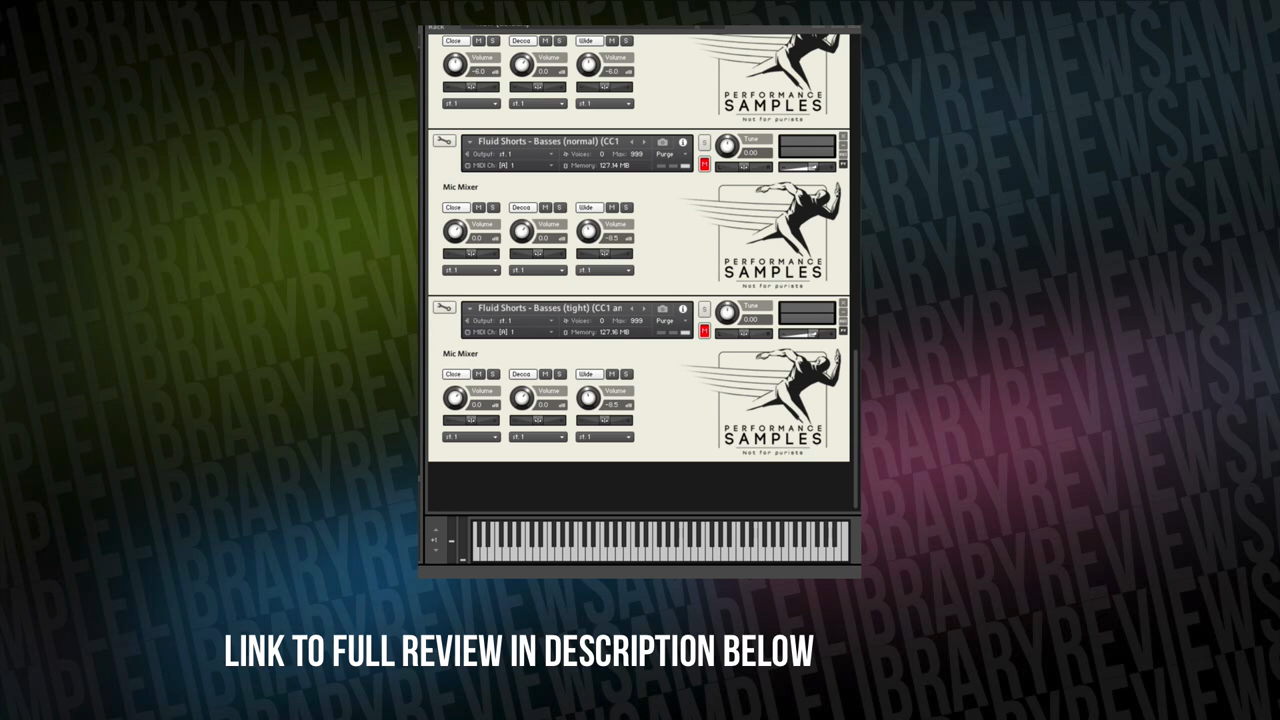 Close M S Decca M S Wide M S
Volume Volume Volume
-6.0 0.0 -6.0
st. 1 st. 1 st. 1
PERFORMANCE
SAMPLES
Not for purists
Fluid Shorts - Basses (normal) (CC1
Output: st. 1 Voices: 0 Max: 999 Purge
MIDI Ch: [A] 1 Memory: 127.14 MB
S
M
Tune
0.00
Mic Mixer
Close M S Decca M S Wide M S
Volume Volume Volume
0.0 0.0 -8.5
st. 1 st. 1 st. 1
PERFORMANCE
SAMPLES
Not for purists
Fluid Shorts - Basses (tight) (CC1 an
Output: st. 1 Voices: 0 Max: 999 Purge
MIDI Ch: [A] 1 Memory: 127.16 MB
S
M
Tune
0.00
Mic Mixer
Close M S Decca M S Wide M S
Volume Volume Volume
0.0 0.0 -8.5
st. 1 st. 1 st. 1
PERFORMANCE
SAMPLES
Not for purists
+1
LINK TO FULL REVIEW IN DESCRIPTION BELOW